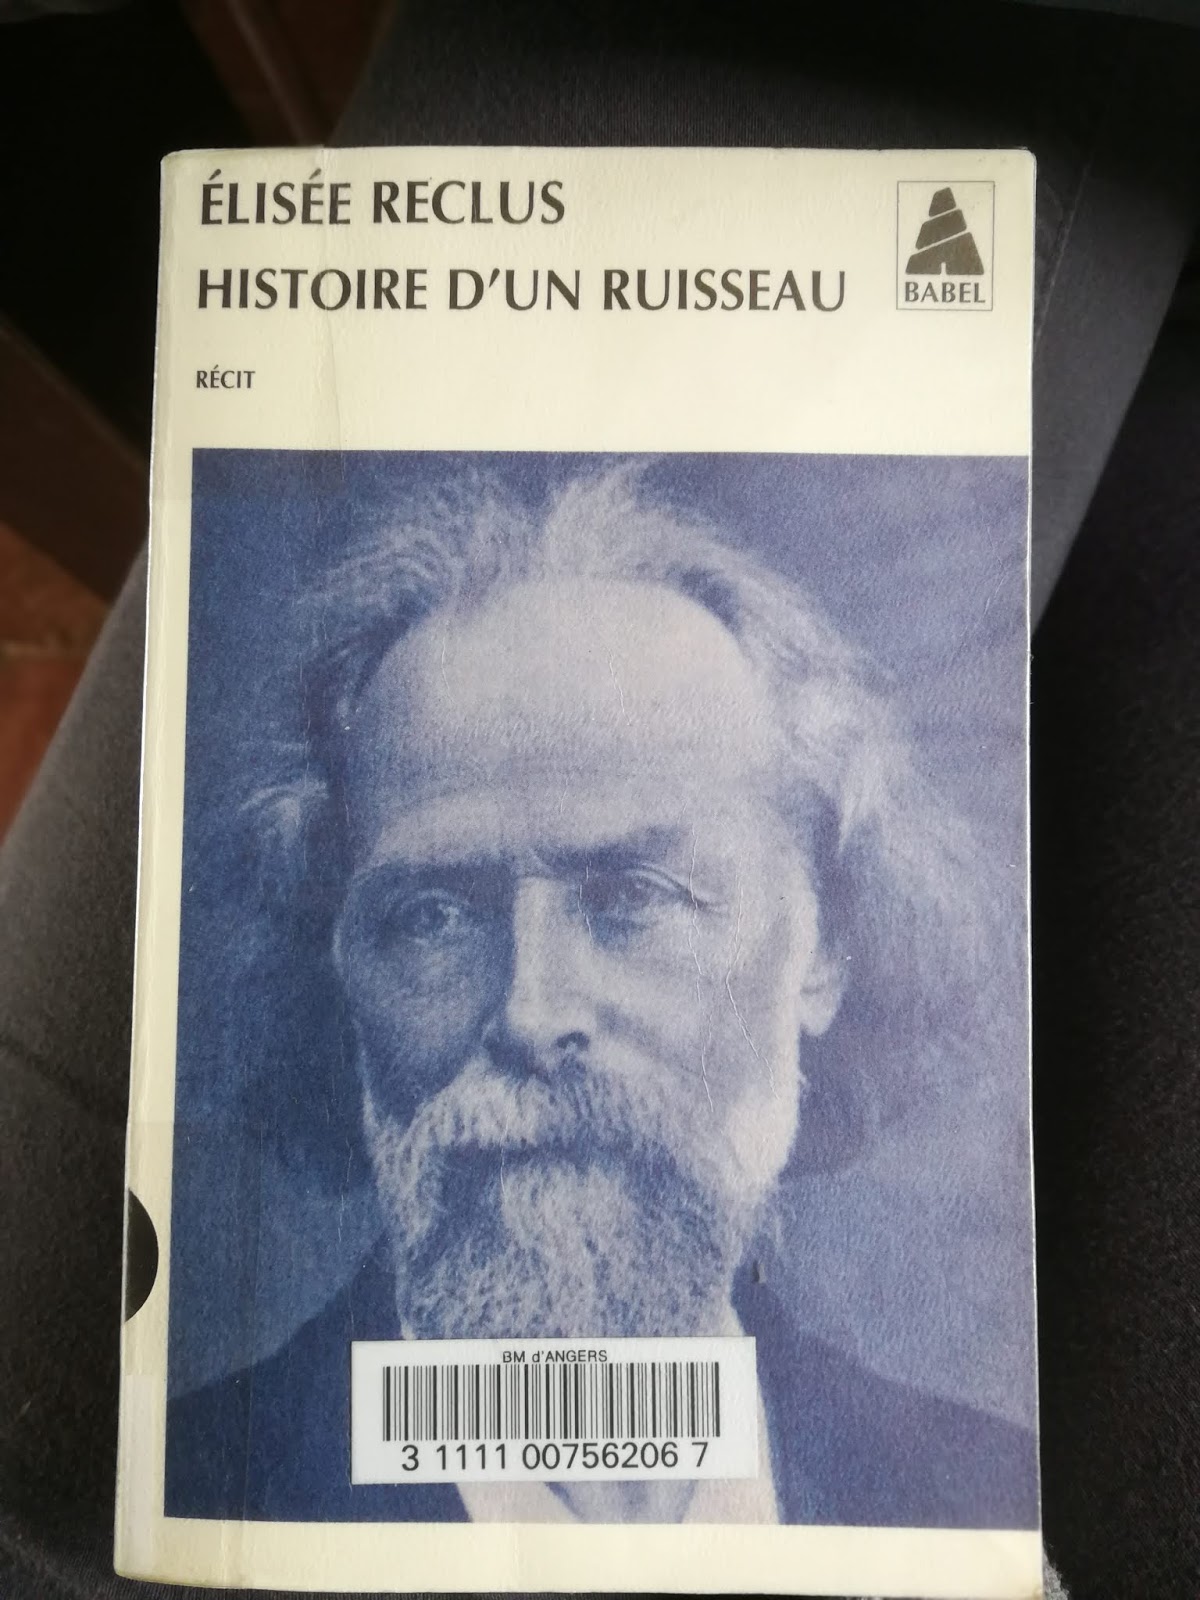 ÉLISÉE RECLUS
HISTOIRE D'UN RUISSEAU
BABEL
RÉCIT
BM d'ANGERS
3 1111 00756206 7